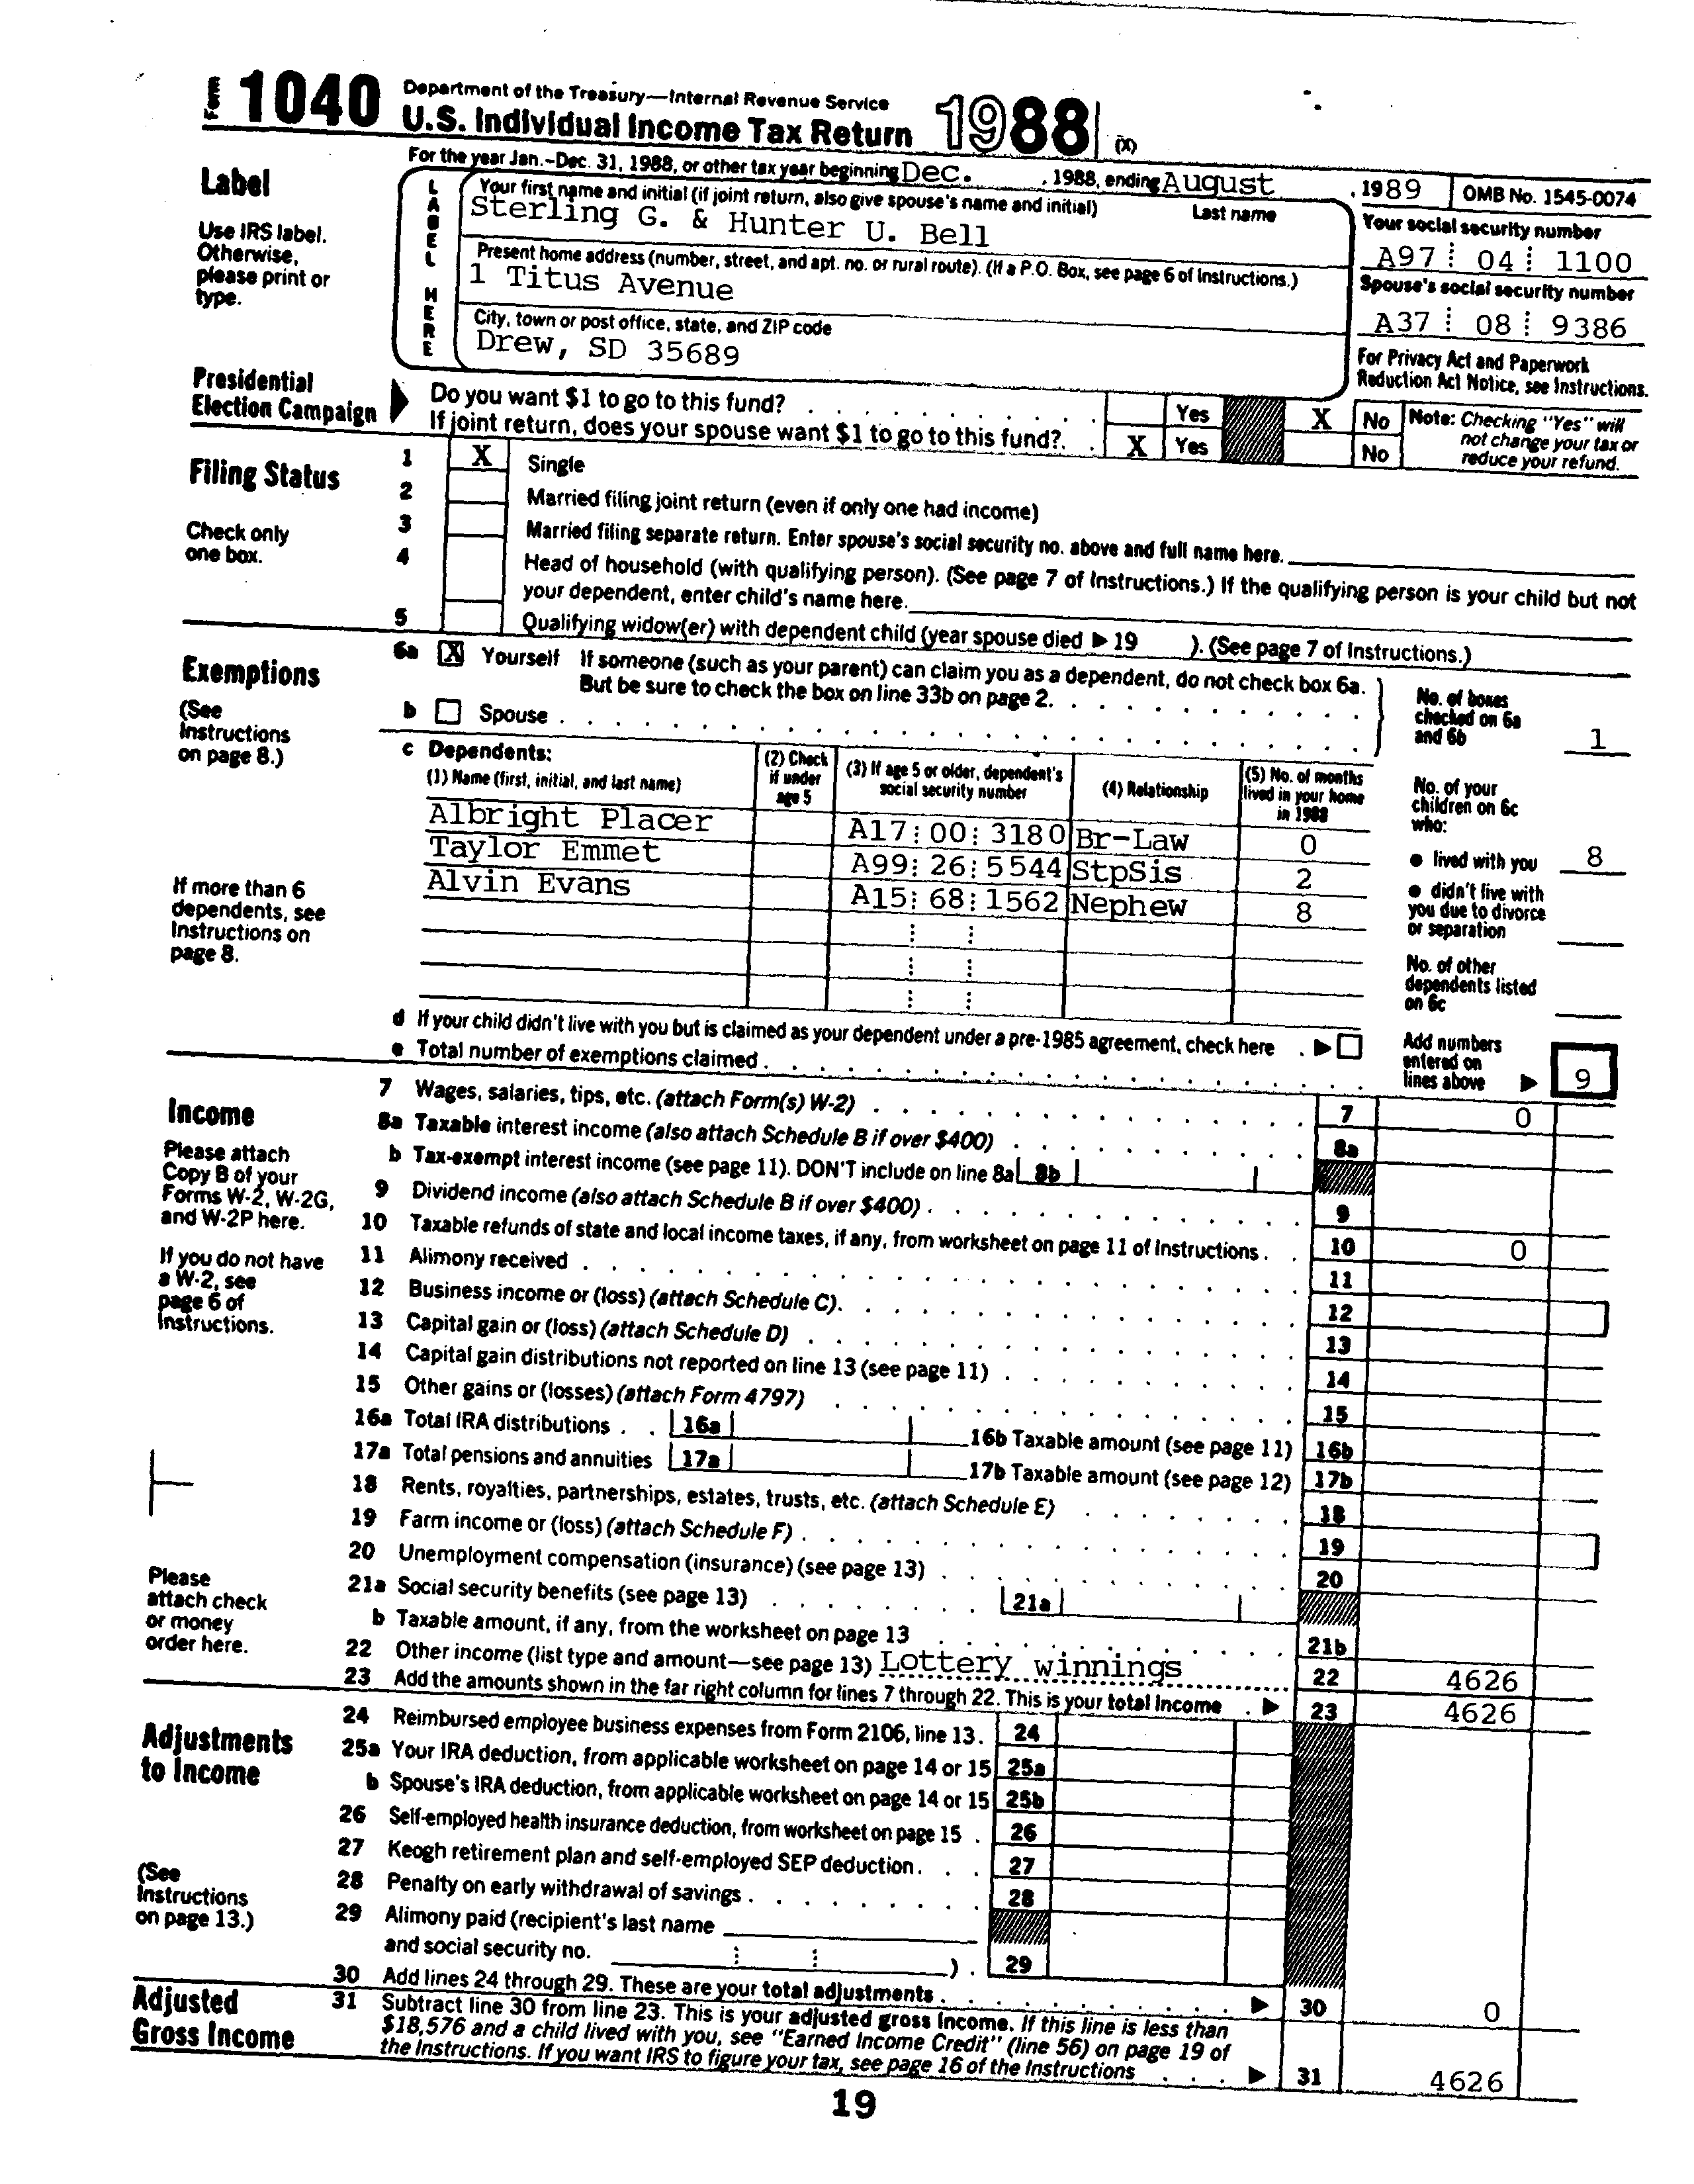 Form 1040 Department of the Treasury—Internal Revenue Service
U.S. Individual Income Tax Return 1988 (X)
For the year Jan.–Dec. 31, 1988, or other tax year beginning Dec. , 1988, ending August , 1989 OMB No. 1545-0074
Label
Use IRS label.
Otherwise,
please print or
type.
LABEL HERE
Your first name and initial (if joint return, also give spouse's name and initial) Last name
Sterling G. & Hunter U. Bell
Your social security number
A97 04 1100
Present home address (number, street, and apt. no. or rural route). (If a P.O. Box, see page 6 of Instructions.)
1 Titus Avenue
Spouse's social security number
A37 08 9386
City, town or post office, state, and ZIP code
Drew, SD 35689
For Privacy Act and Paperwork
Reduction Act Notice, see Instructions.
Presidential
Election Campaign
Do you want $1 to go to this fund? Yes X No
If joint return, does your spouse want $1 to go to this fund? X Yes No
Note: Checking "Yes" will
not change your tax or
reduce your refund.
Filing Status
Check only
one box.
1 X Single
2 Married filing joint return (even if only one had income)
3 Married filing separate return. Enter spouse's social security no. above and full name here.
4 Head of household (with qualifying person). (See page 7 of Instructions.) If the qualifying person is your child but not
your dependent, enter child's name here.
5 Qualifying widow(er) with dependent child (year spouse died ▶ 19 ). (See page 7 of Instructions.)
Exemptions
(See
Instructions
on page 8.)
6a X Yourself If someone (such as your parent) can claim you as a dependent, do not check box 6a.
But be sure to check the box on line 33b on page 2.
b Spouse
No. of boxes
checked on 6a
and 6b 1
c Dependents:
(1) Name (first, initial, and last name)
(2) Check
if under
age 5
(3) If age 5 or older, dependent's
social security number
(4) Relationship
(5) No. of months
lived in your home
in 1988
Albright Placer A17 00 3180 Br-Law 0
Taylor Emmet A99 26 5544 StpSis 2
Alvin Evans A15 68 1562 Nephew 8
If more than 6
dependents, see
Instructions on
page 8.
No. of your
children on 6c
who:
● lived with you 8
● didn't live with
you due to divorce
or separation
No. of other
dependents listed
on 6c
d If your child didn't live with you but is claimed as your dependent under a pre-1985 agreement, check here ▶
e Total number of exemptions claimed
Add numbers
entered on
lines above ▶ 9
Income
Please attach
Copy B of your
Forms W-2, W-2G,
and W-2P here.
If you do not have
a W-2, see
page 6 of
Instructions.
7 Wages, salaries, tips, etc. (attach Form(s) W-2) 7 0
8a Taxable interest income (also attach Schedule B if over $400) 8a
b Tax-exempt interest income (see page 11). DON'T include on line 8a 8b
9 Dividend income (also attach Schedule B if over $400) 9
10 Taxable refunds of state and local income taxes, if any, from worksheet on page 11 of Instructions 10 0
11 Alimony received 11
12 Business income or (loss) (attach Schedule C) 12
13 Capital gain or (loss) (attach Schedule D) 13
14 Capital gain distributions not reported on line 13 (see page 11) 14
15 Other gains or (losses) (attach Form 4797) 15
16a Total IRA distributions 16a 16b Taxable amount (see page 11) 16b
17a Total pensions and annuities 17a 17b Taxable amount (see page 12) 17b
18 Rents, royalties, partnerships, estates, trusts, etc. (attach Schedule E) 18
19 Farm income or (loss) (attach Schedule F) 19
20 Unemployment compensation (insurance) (see page 13) 20
21a Social security benefits (see page 13) 21a
b Taxable amount, if any, from the worksheet on page 13 21b
22 Other income (list type and amount—see page 13) Lottery winnings 22 4626
23 Add the amounts shown in the far right column for lines 7 through 22. This is your total income ▶ 23 4626
Please
attach check
or money
order here.
Adjustments
to Income
(See
Instructions
on page 13.)
24 Reimbursed employee business expenses from Form 2106, line 13. 24
25a Your IRA deduction, from applicable worksheet on page 14 or 15 25a
b Spouse's IRA deduction, from applicable worksheet on page 14 or 15 25b
26 Self-employed health insurance deduction, from worksheet on page 15 26
27 Keogh retirement plan and self-employed SEP deduction 27
28 Penalty on early withdrawal of savings 28
29 Alimony paid (recipient's last name
and social security no. ) 29
30 Add lines 24 through 29. These are your total adjustments ▶ 30 0
Adjusted
Gross Income
31 Subtract line 30 from line 23. This is your adjusted gross income. If this line is less than
$18,576 and a child lived with you, see "Earned Income Credit" (line 56) on page 19 of
the Instructions. If you want IRS to figure your tax, see page 16 of the Instructions ▶ 31 4626
19